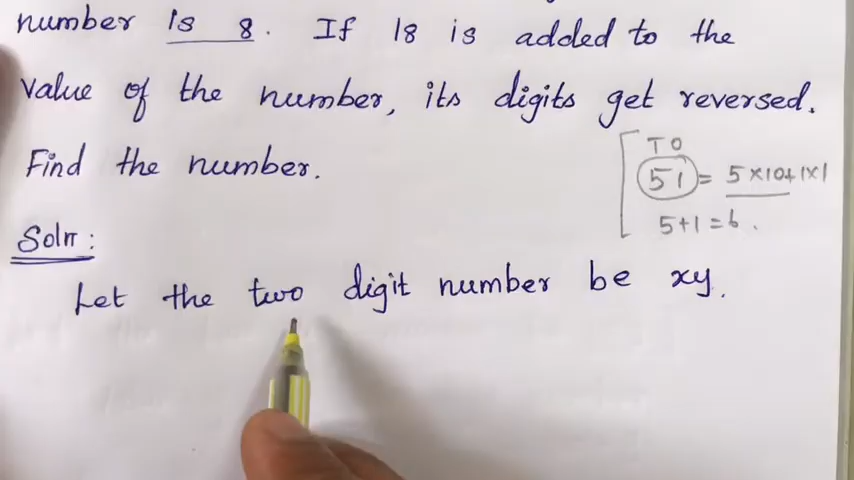 number is 8. If 18 is added to the
value of the number, its digits get reversed.
Find the number.
T O
51 = 5×10+1×1
5+1=6.
Soln:
Let the two digit number be xy.